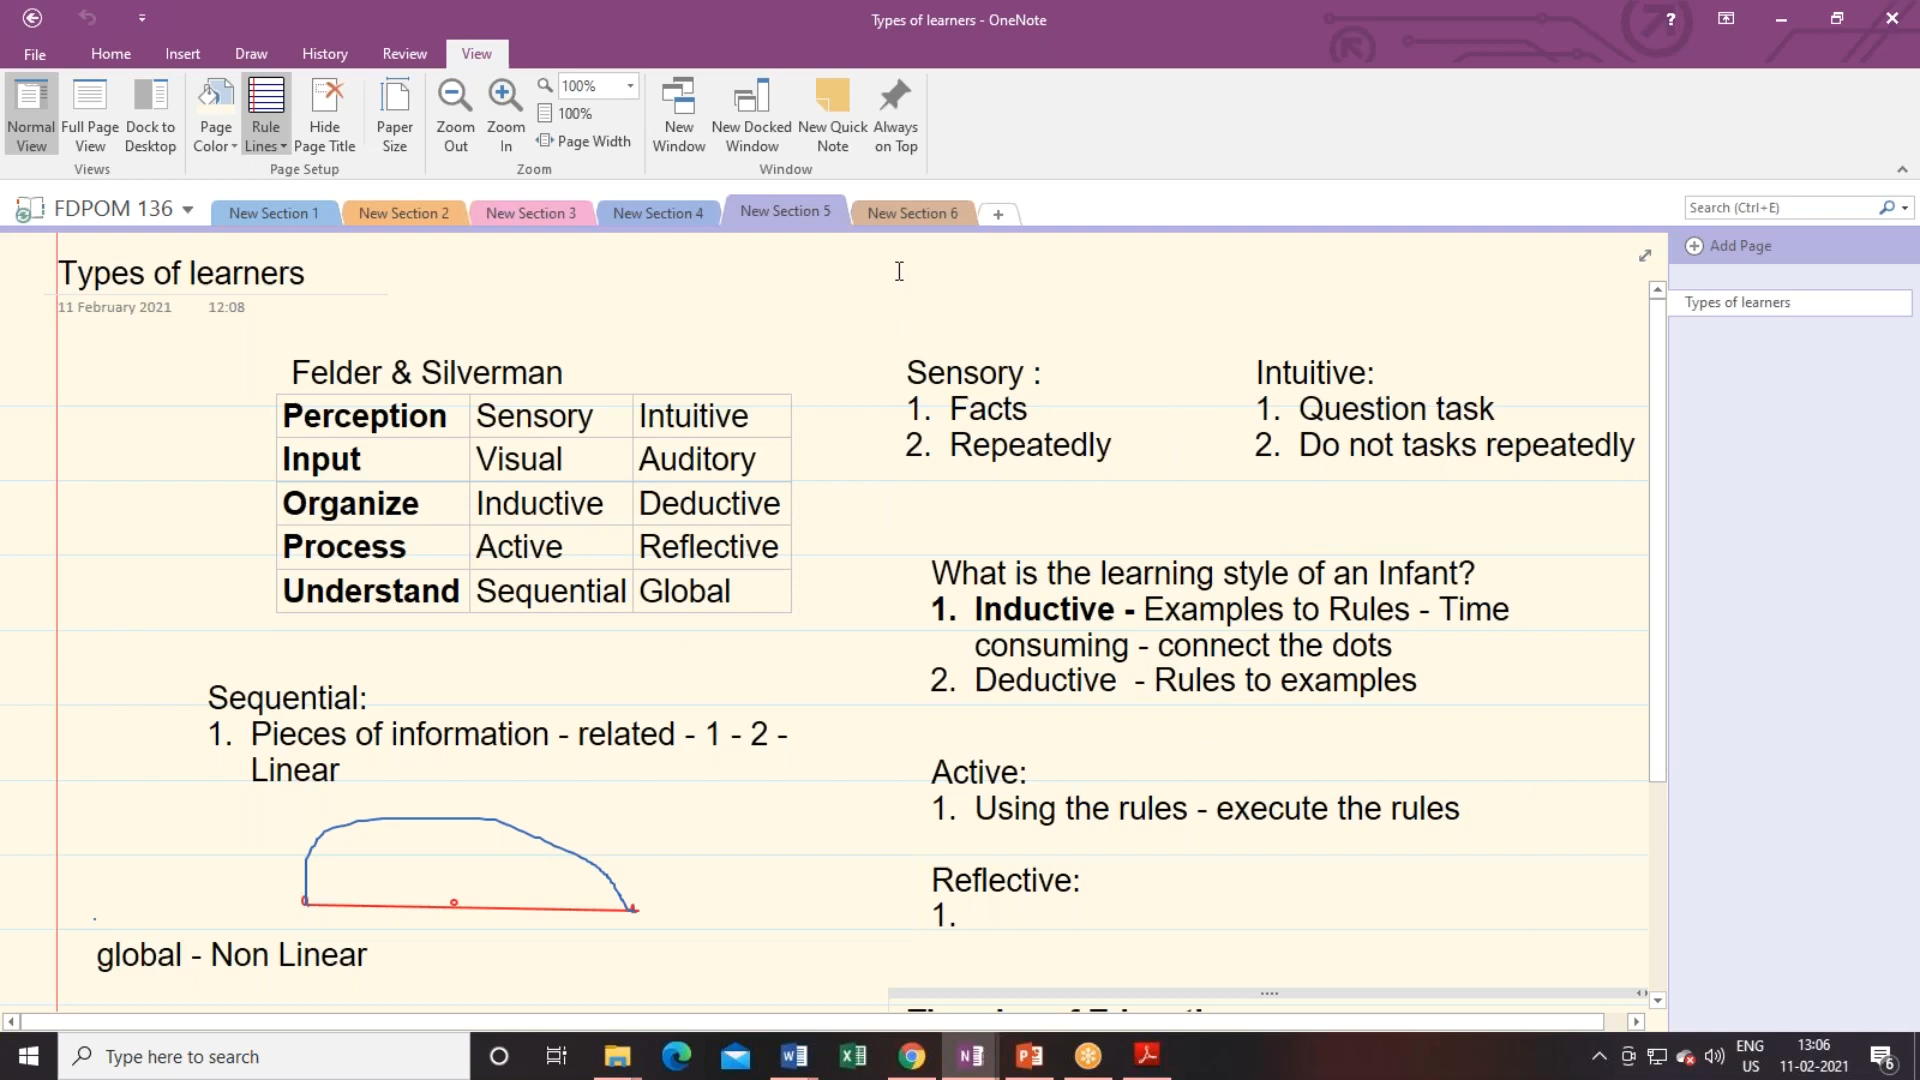 Types of learners - OneNote
?
File Home Insert Draw History Review View
Normal View
Full Page View
Dock to Desktop
Views
Page Color
Rule Lines
Hide Page Title
Page Setup
Paper Size
Zoom Out
Zoom In
100%
100%
Page Width
Zoom
New Window
New Docked Window
New Quick Note
Always on Top
Window
FDPOM 136
New Section 1 New Section 2 New Section 3 New Section 4 New Section 5 New Section 6 +
Search (Ctrl+E)
Add Page
Types of learners
Types of learners
11 February 2021 12:08
Felder & Silverman
Perception Sensory Intuitive
Input Visual Auditory
Organize Inductive Deductive
Process Active Reflective
Understand Sequential Global
Sensory :
1. Facts
2. Repeatedly
Intuitive:
1. Question task
2. Do not tasks repeatedly
What is the learning style of an Infant?
1. Inductive - Examples to Rules - Time
consuming - connect the dots
2. Deductive - Rules to examples
Sequential:
1. Pieces of information - related - 1 - 2 -
Linear
global - Non Linear
Active:
1. Using the rules - execute the rules
Reflective:
1.
Type here to search
ENG
US
13:06
11-02-2021
6